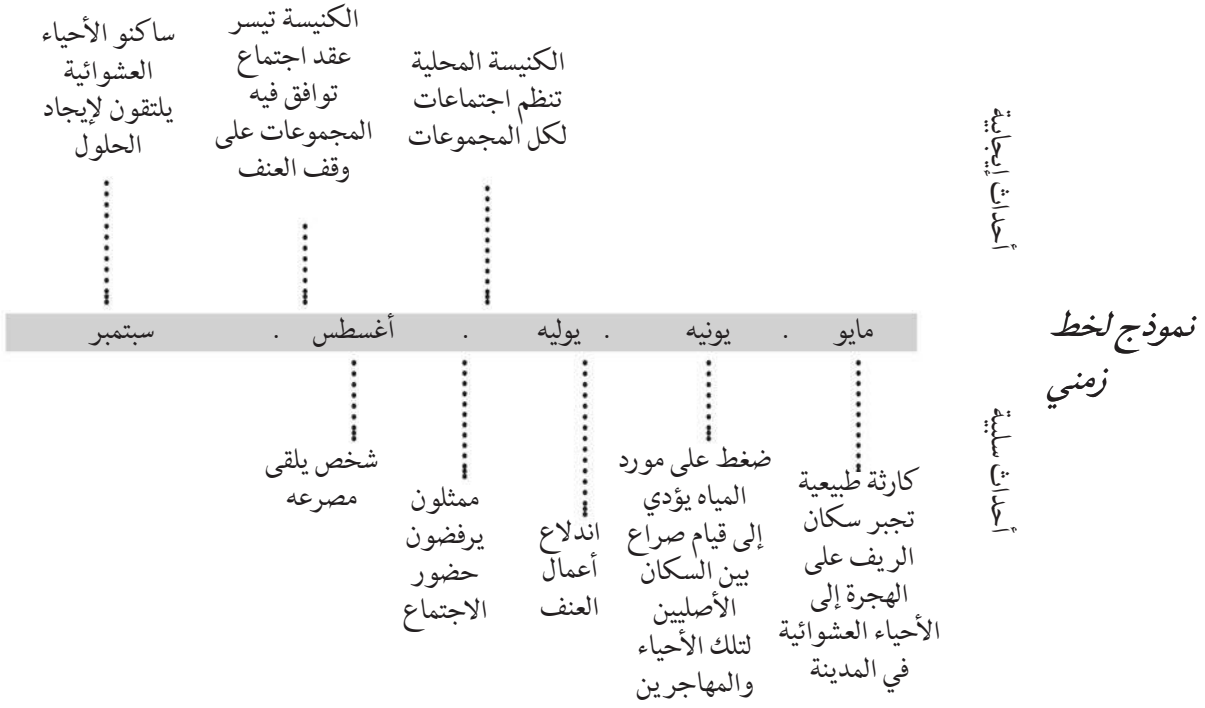 الكنيسة المحلية
تنظم اجتماعات
لكل المجموعات
الكنيسة تيسر
عقد اجتماع
توافق فيه
المجموعات على
وقف العنف
ساكنو الأحياء
العشوائية
يلتقون لإيجاد
الحلول
أحداث إيجابية
نموذج لخط
زمني
مايو . يونيه . يوليه . أغسطس . سبتمبر
أحداث سلبية
كارثة طبيعية
تجبر سكان
الريف على
الهجرة إلى
الأحياء العشوائية
في المدينة
ضغط على مورد
المياه يؤدي
إلى قيام صراع
بين السكان
الأصليين
لتلك الأحياء
والمهاجرين
اندلاع
أعمال
العنف
ممثلون
يرفضون
حضور
الاجتماع
شخص يلقى
مصرعه